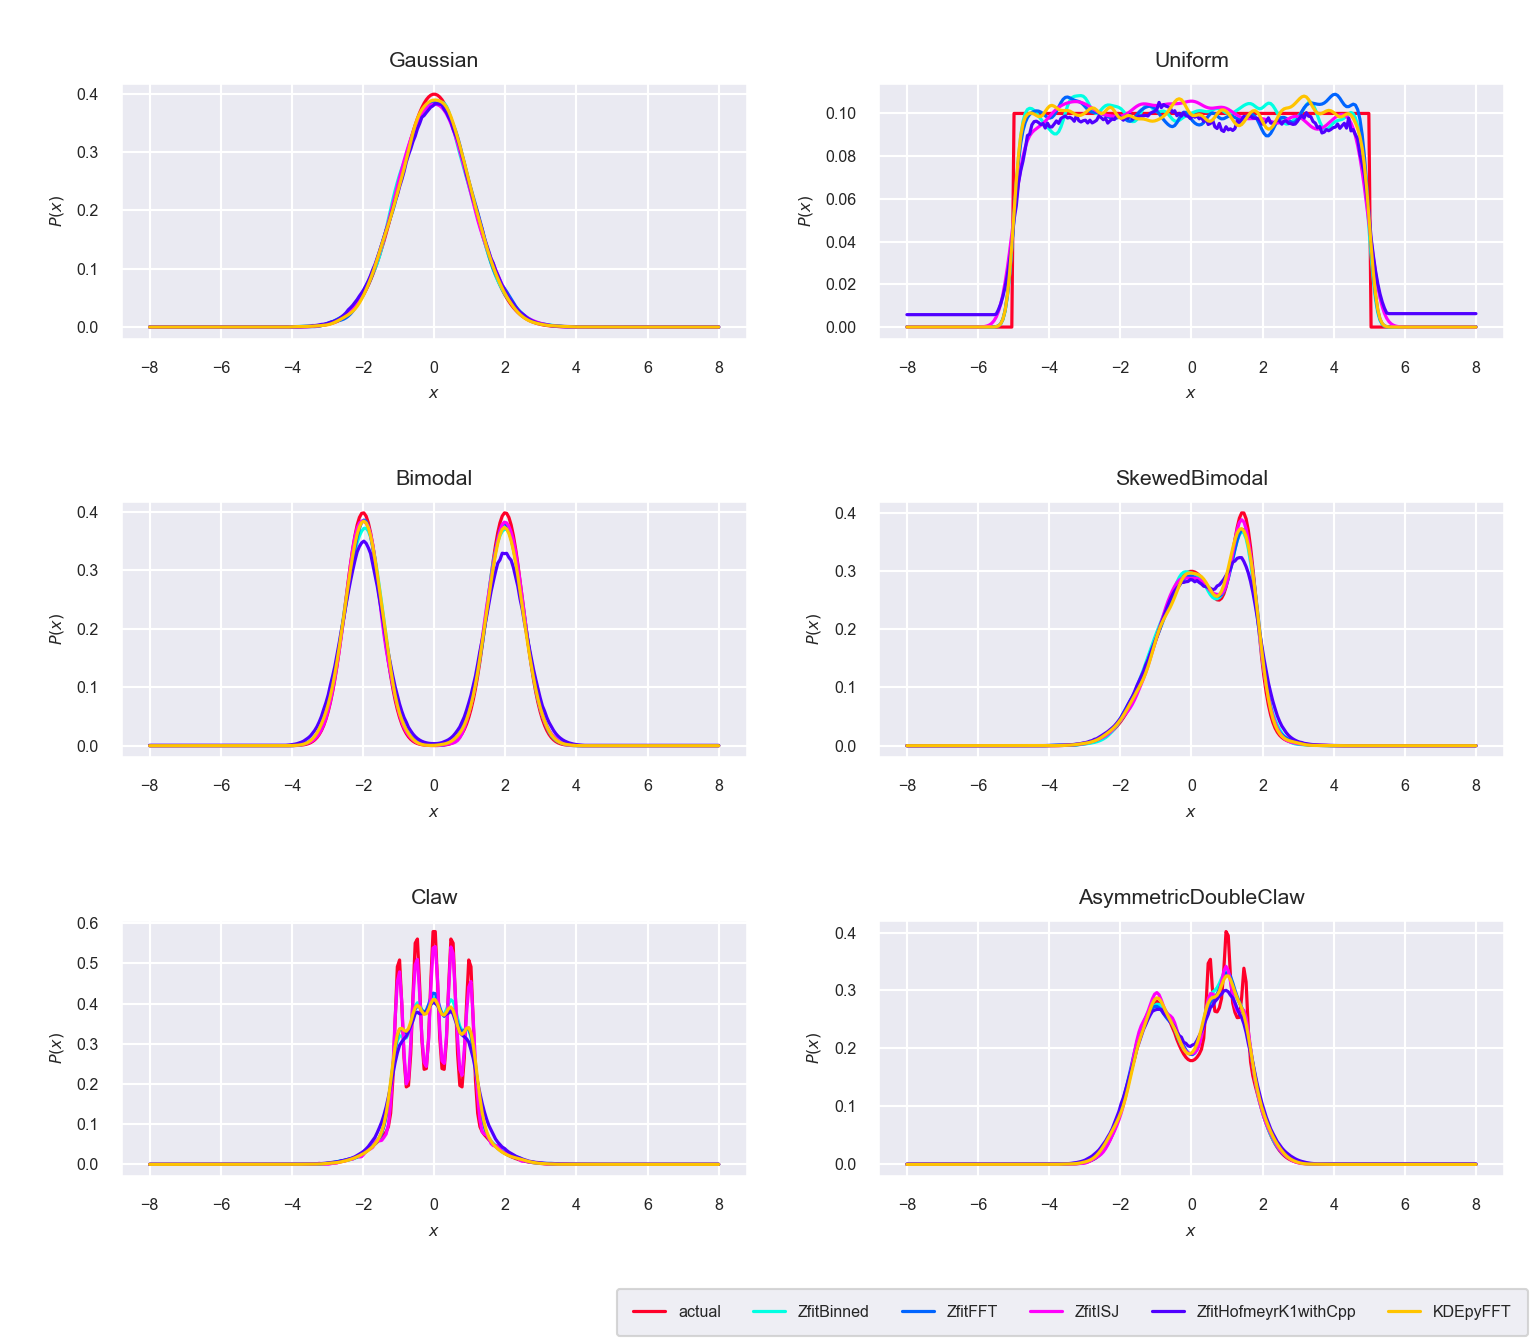 Gaussian
0.4
0.3
0.2
0.1
0.0
P(x)
−8 −6 −4 −2 0 2 4 6 8
x
Uniform
0.10
0.08
0.06
0.04
0.02
0.00
P(x)
−8 −6 −4 −2 0 2 4 6 8
x
Bimodal
0.4
0.3
0.2
0.1
0.0
P(x)
−8 −6 −4 −2 0 2 4 6 8
x
SkewedBimodal
0.4
0.3
0.2
0.1
0.0
P(x)
−8 −6 −4 −2 0 2 4 6 8
x
Claw
0.6
0.5
0.4
0.3
0.2
0.1
0.0
P(x)
−8 −6 −4 −2 0 2 4 6 8
x
AsymmetricDoubleClaw
0.4
0.3
0.2
0.1
0.0
P(x)
−8 −6 −4 −2 0 2 4 6 8
x
actual ZfitBinned ZfitFFT ZfitISJ ZfitHofmeyrK1withCpp KDEpyFFT